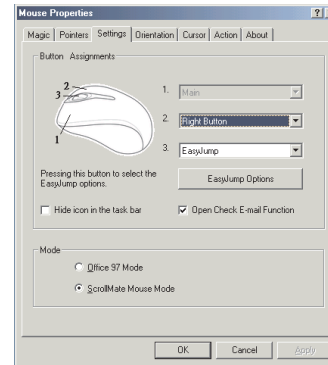 Mouse Properties
Magic Pointers Settings Orientation Cursor Action About
Button Assignments
2
3
1
1. Main
2. Right Button
3. EasyJump
Pressing this button to select the
EasyJump options.
EasyJump Options
Hide icon in the task bar
Open Check E-mail Function
Mode
Office 97 Mode
ScrollMate Mouse Mode
OK Cancel Apply